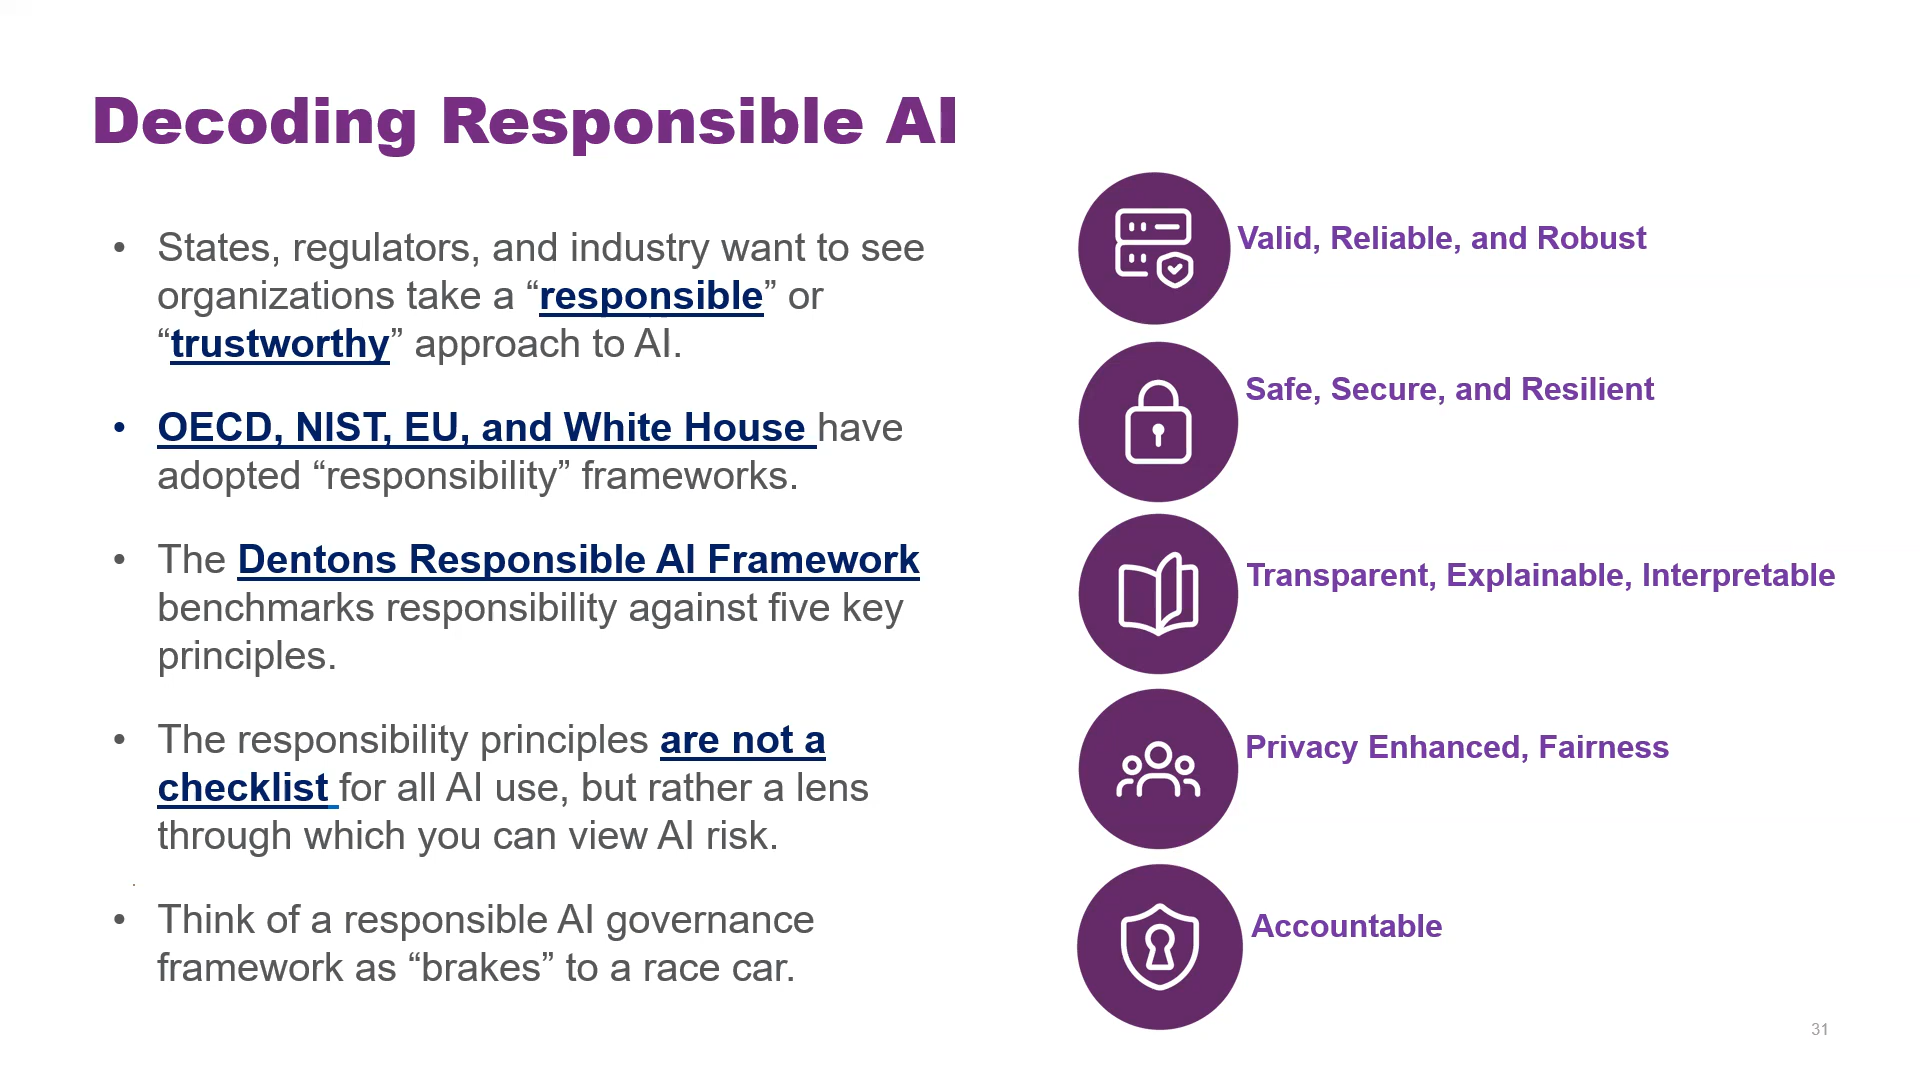 Decoding Responsible AI
• States, regulators, and industry want to see
organizations take a “responsible” or
“trustworthy” approach to AI.
• OECD, NIST, EU, and White House have
adopted “responsibility” frameworks.
• The Dentons Responsible AI Framework
benchmarks responsibility against five key
principles.
• The responsibility principles are not a
checklist for all AI use, but rather a lens
through which you can view AI risk.
• Think of a responsible AI governance
framework as “brakes” to a race car.
Valid, Reliable, and Robust
Safe, Secure, and Resilient
Transparent, Explainable, Interpretable
Privacy Enhanced, Fairness
Accountable
31